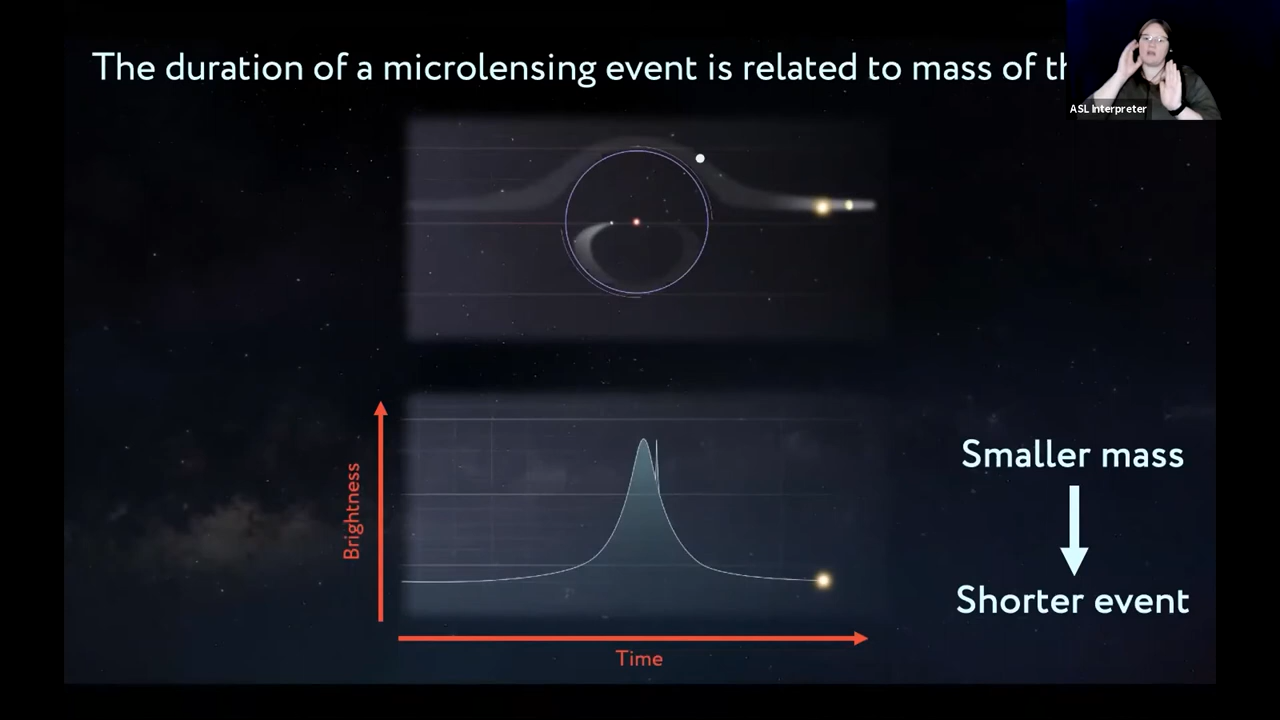 The duration of a microlensing event is related to mass of th
ASL Interpreter
Brightness
Smaller mass
Shorter event
Time